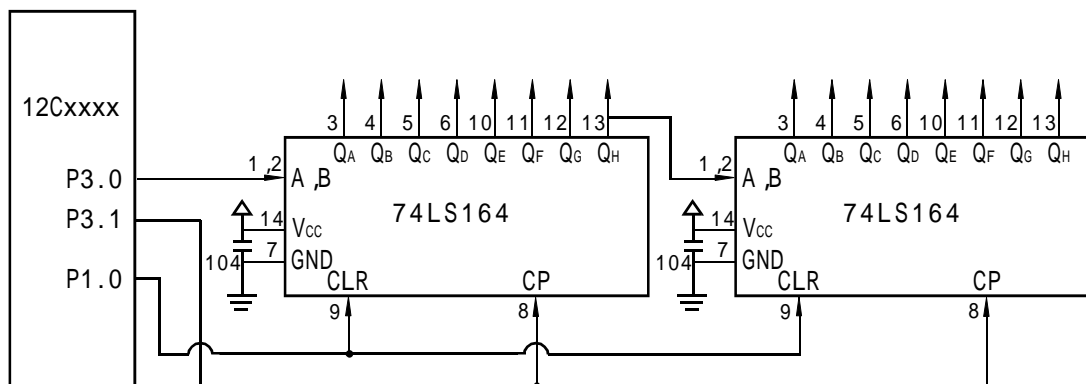 12Cxxxx
P3.0
P3.1
P1.0
3 4 5 6 10 11 12 13
QA QB QC QD QE QF QG QH
1,2
A,B
74LS164
14
Vcc
7
GND
104
CLR
CP
9
8
3 4 5 6 10 11 12 13
QA QB QC QD QE QF QG QH
1,2
A,B
74LS164
14
Vcc
7
GND
104
CLR
CP
9
8